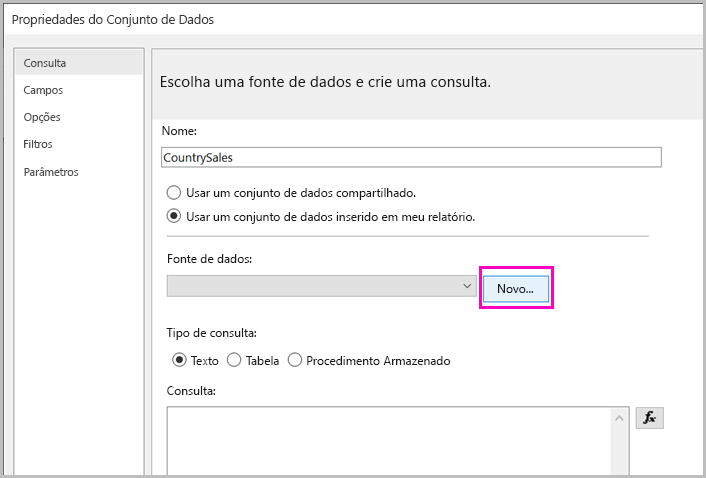 Propriedades do Conjunto de Dados
Consulta
Campos
Opções
Filtros
Parâmetros
Escolha uma fonte de dados e crie uma consulta.
Nome:
CountrySales
Usar um conjunto de dados compartilhado.
Usar um conjunto de dados inserido em meu relatório.
Fonte de dados:
Novo...
Tipo de consulta:
Texto Tabela Procedimento Armazenado
Consulta:
fx